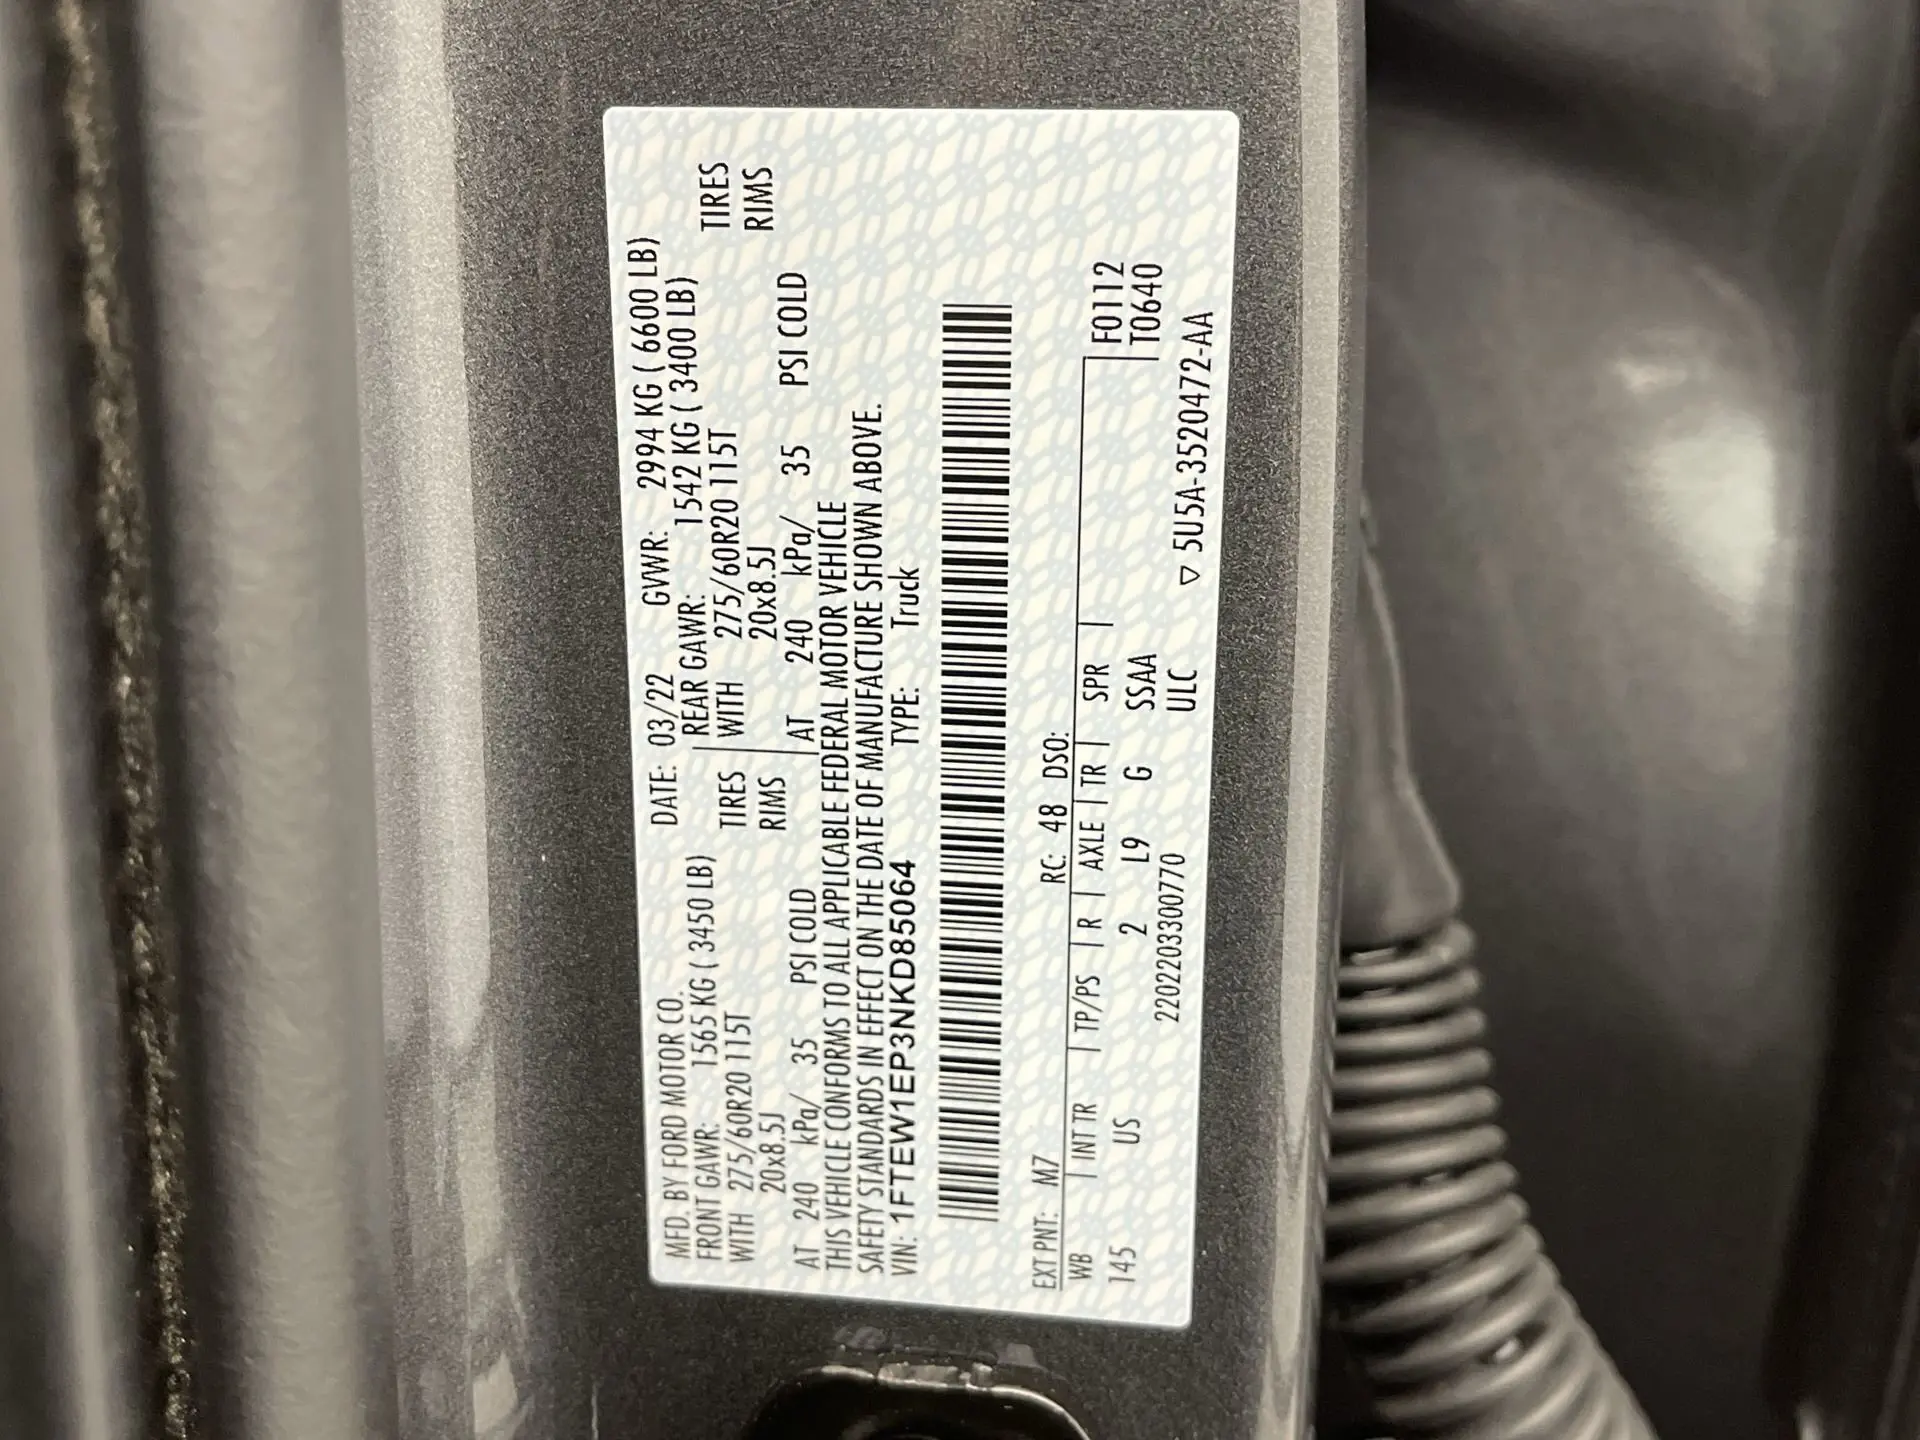 MFD. BY FORD MOTOR CO. DATE: 03/22 GVWR: 2994 KG ( 6600 LB)
FRONT GAWR: 1565 KG ( 3450 LB) REAR GAWR: 1542 KG ( 3400 LB)
WITH 275/60R20 115T TIRES WITH 275/60R20 115T TIRES
20x8.5J RIMS 20x8.5J RIMS
AT 240 kPa/ 35 PSI COLD AT 240 kPa/ 35 PSI COLD
THIS VEHICLE CONFORMS TO ALL APPLICABLE FEDERAL MOTOR VEHICLE
SAFETY STANDARDS IN EFFECT ON THE DATE OF MANUFACTURE SHOWN ABOVE.
VIN: 1FTEW1EP3NKD85064 TYPE: Truck
EXT PNT: M7 RC: 48 DSO:
WB | INT TR | TP/PS | R | AXLE | TR | SPR F0112
145 US 2 L9 G SSAA T0640
2202203300770 ULC ▽ 5U5A-3520472-AA